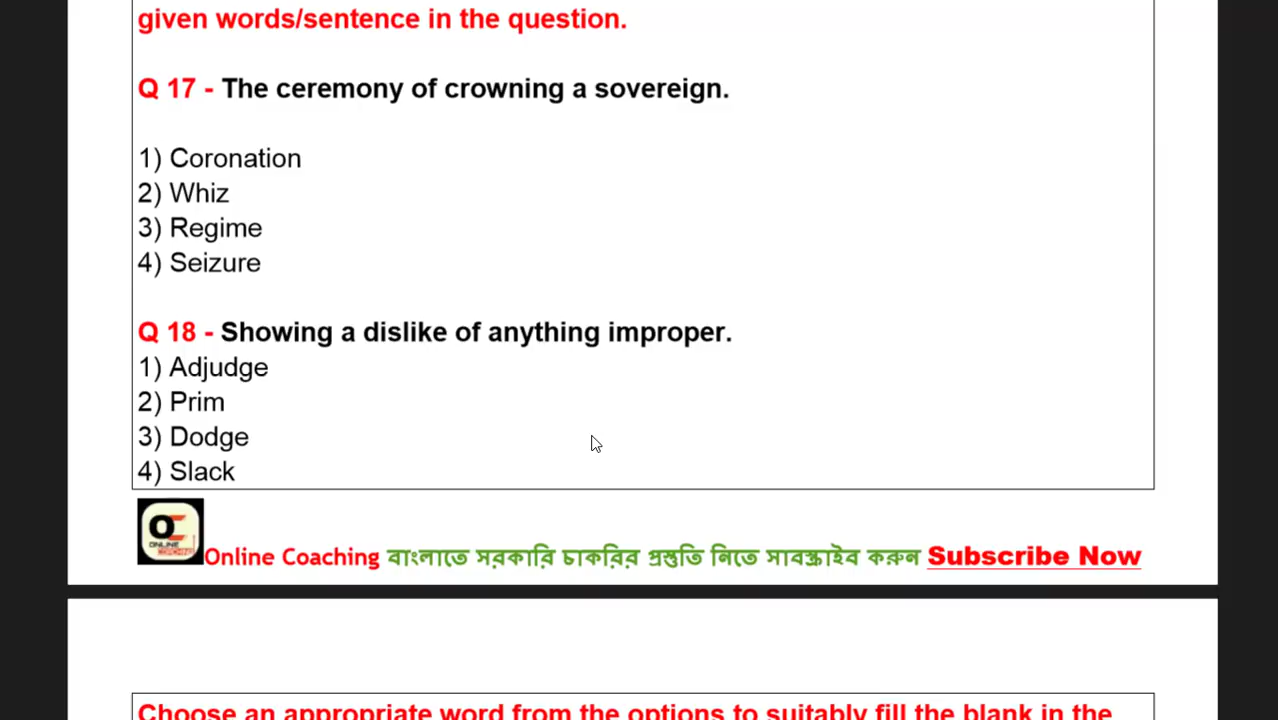 given words/sentence in the question.
Q 17 - The ceremony of crowning a sovereign.
1) Coronation
2) Whiz
3) Regime
4) Seizure
Q 18 - Showing a dislike of anything improper.
1) Adjudge
2) Prim
3) Dodge
4) Slack
OC
ONLINE
COACHING
Online Coaching বাংলাতে সরকারি চাকরির প্রস্তুতি নিতে সাবস্ক্রাইব করুন Subscribe Now
Choose an appropriate word from the options to suitably fill the blank in the